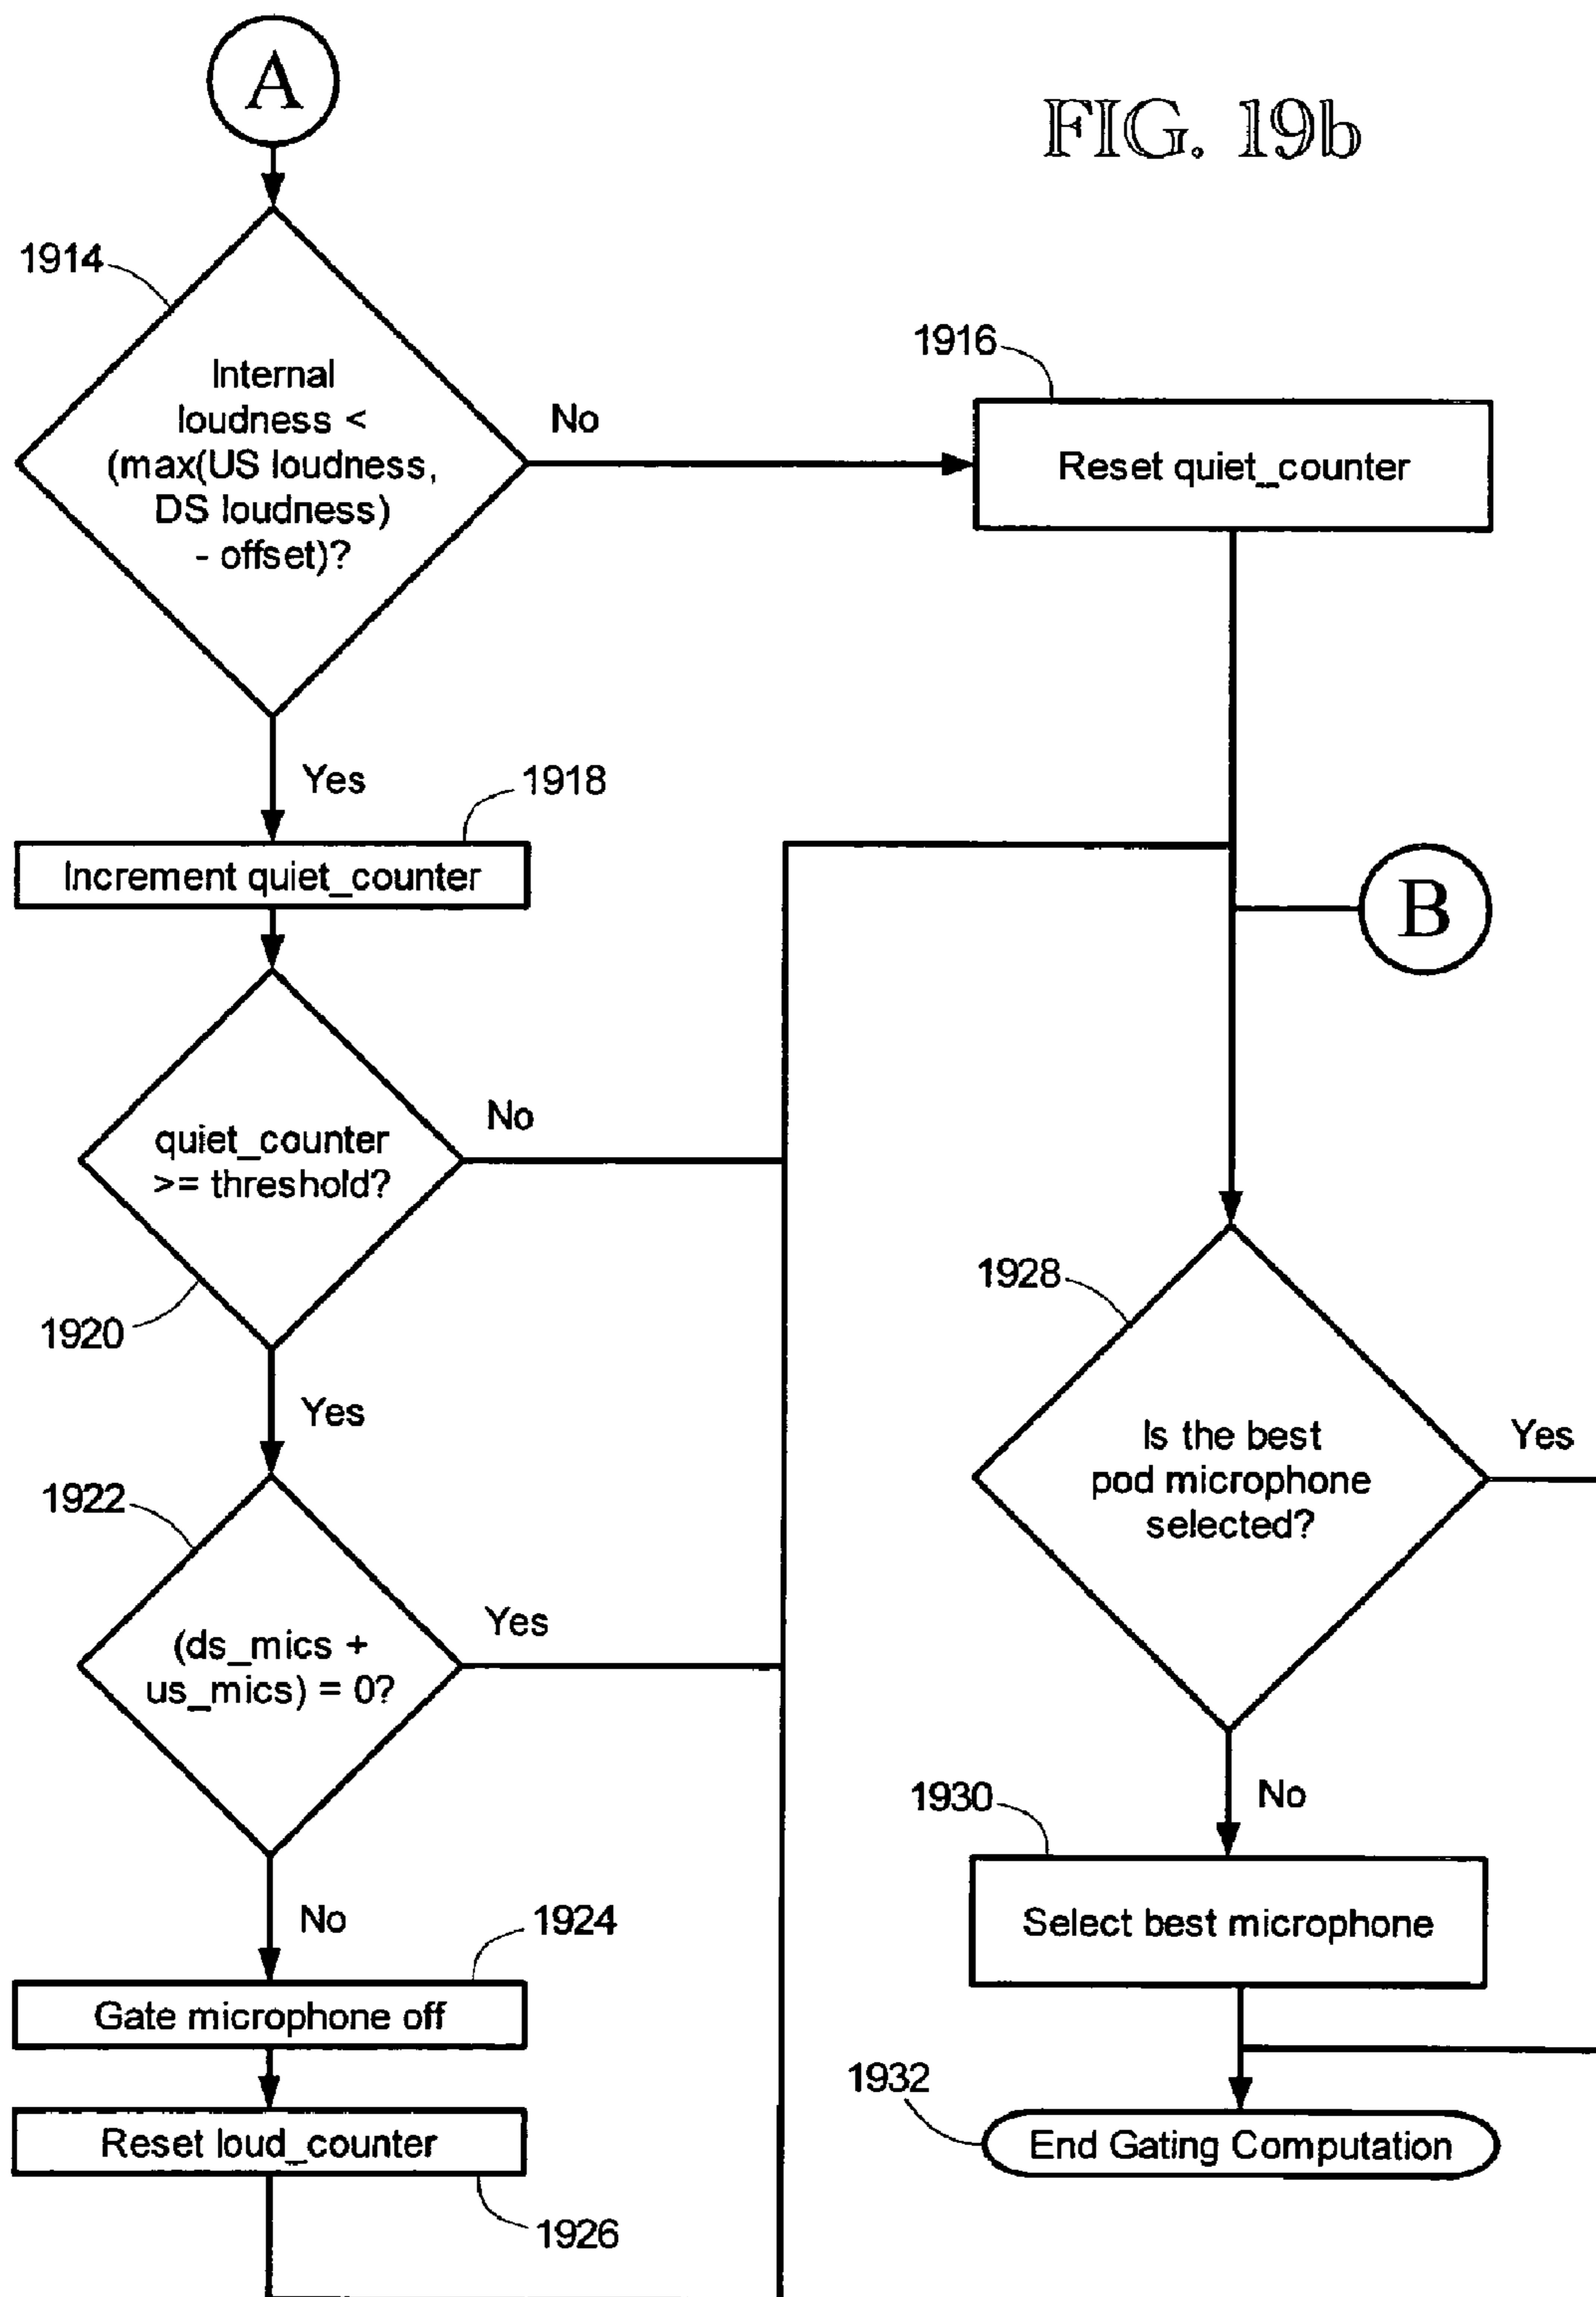 A
FIG. 19b
1914
Internal
loudness <
(max(US loudness,
DS loudness)
- offset)?
No
1916
Reset quiet_counter
Yes
1918
Increment quiet_counter
B
quiet_counter
>= threshold?
No
1920
Yes
1922
(ds_mics +
us_mics) = 0?
Yes
1928
Is the best
pod microphone
selected?
Yes
No
1930
Select best microphone
No
1924
Gate microphone off
Reset loud_counter
1926
1932
End Gating Computation